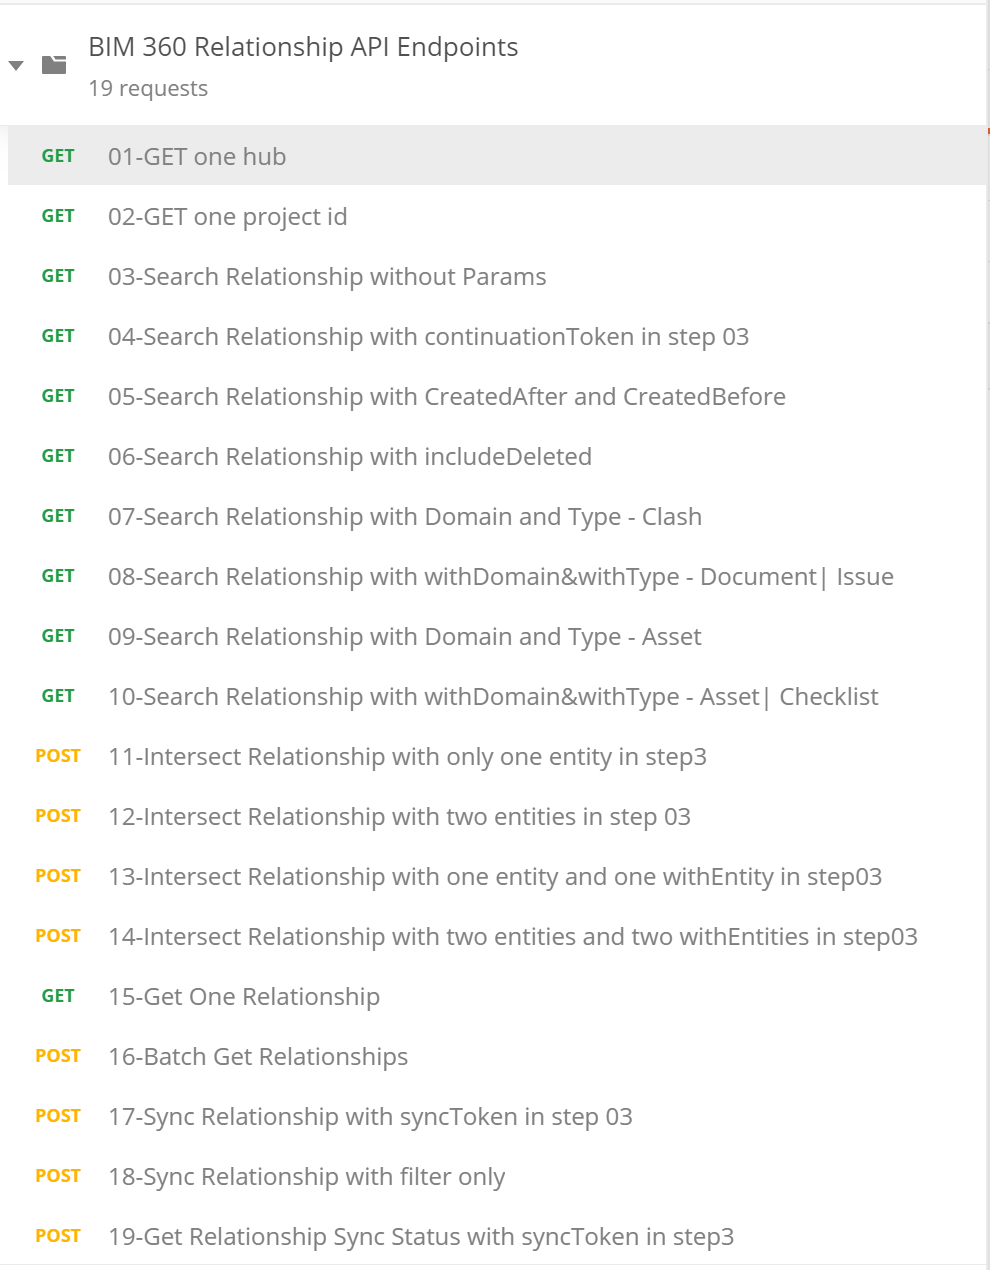 BIM 360 Relationship API Endpoints
19 requests
GET 01-GET one hub
GET 02-GET one project id
GET 03-Search Relationship without Params
GET 04-Search Relationship with continuationToken in step 03
GET 05-Search Relationship with CreatedAfter and CreatedBefore
GET 06-Search Relationship with includeDeleted
GET 07-Search Relationship with Domain and Type - Clash
GET 08-Search Relationship with withDomain&withType - Document| Issue
GET 09-Search Relationship with Domain and Type - Asset
GET 10-Search Relationship with withDomain&withType - Asset| Checklist
POST 11-Intersect Relationship with only one entity in step3
POST 12-Intersect Relationship with two entities in step 03
POST 13-Intersect Relationship with one entity and one withEntity in step03
POST 14-Intersect Relationship with two entities and two withEntities in step03
GET 15-Get One Relationship
POST 16-Batch Get Relationships
POST 17-Sync Relationship with syncToken in step 03
POST 18-Sync Relationship with filter only
POST 19-Get Relationship Sync Status with syncToken in step3